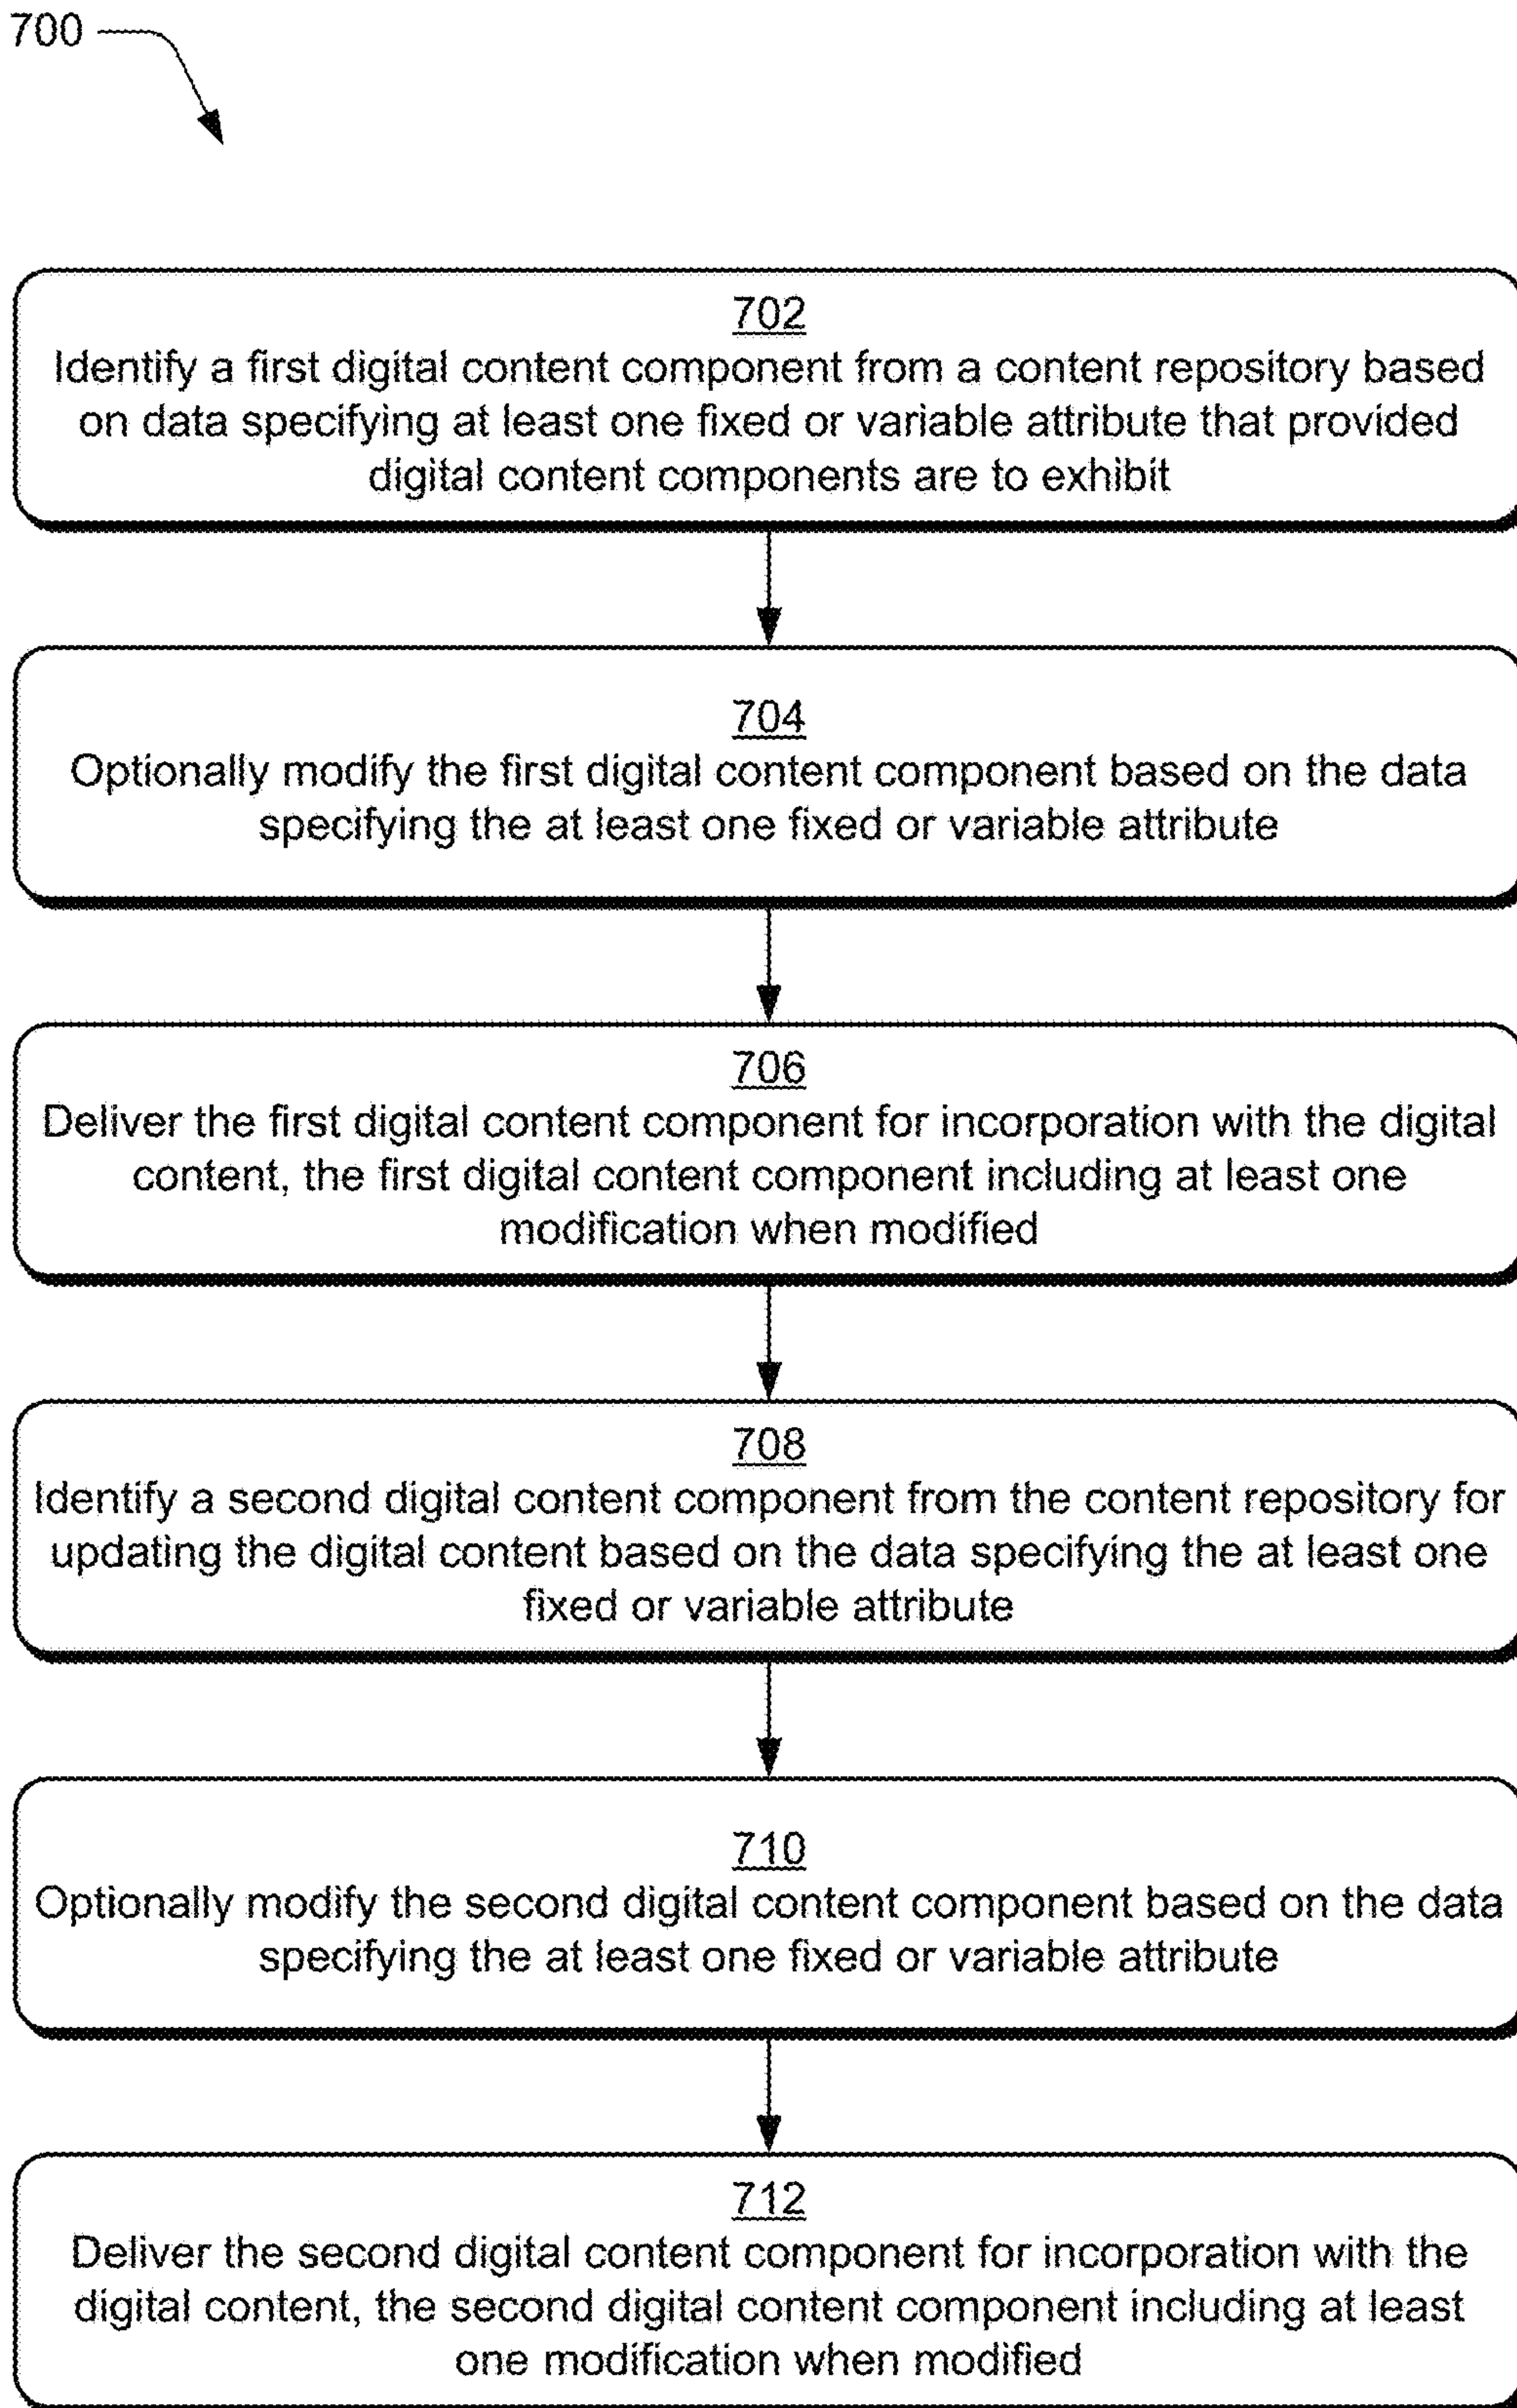 700
702
Identify a first digital content component from a content repository based
on data specifying at least one fixed or variable attribute that provided
digital content components are to exhibit
704
Optionally modify the first digital content component based on the data
specifying the at least one fixed or variable attribute
706
Deliver the first digital content component for incorporation with the digital
content, the first digital content component including at least one
modification when modified
708
Identify a second digital content component from the content repository for
updating the digital content based on the data specifying the at least one
fixed or variable attribute
710
Optionally modify the second digital content component based on the data
specifying the at least one fixed or variable attribute
712
Deliver the second digital content component for incorporation with the
digital content, the second digital content component including at least
one modification when modified